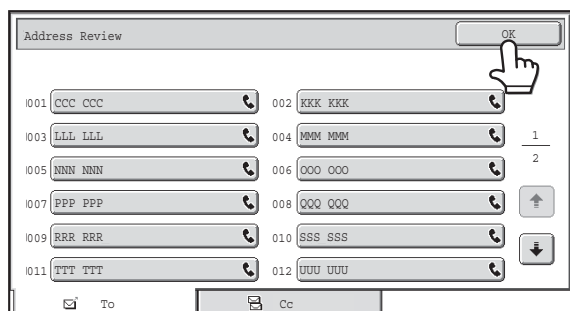 Address Review OK
001 CCC CCC 002 KKK KKK
003 LLL LLL 004 MMM MMM
1
005 NNN NNN 006 OOO OOO
2
007 PPP PPP 008 QQQ QQQ
009 RRR RRR 010 SSS SSS
011 TTT TTT 012 UUU UUU
To Cc